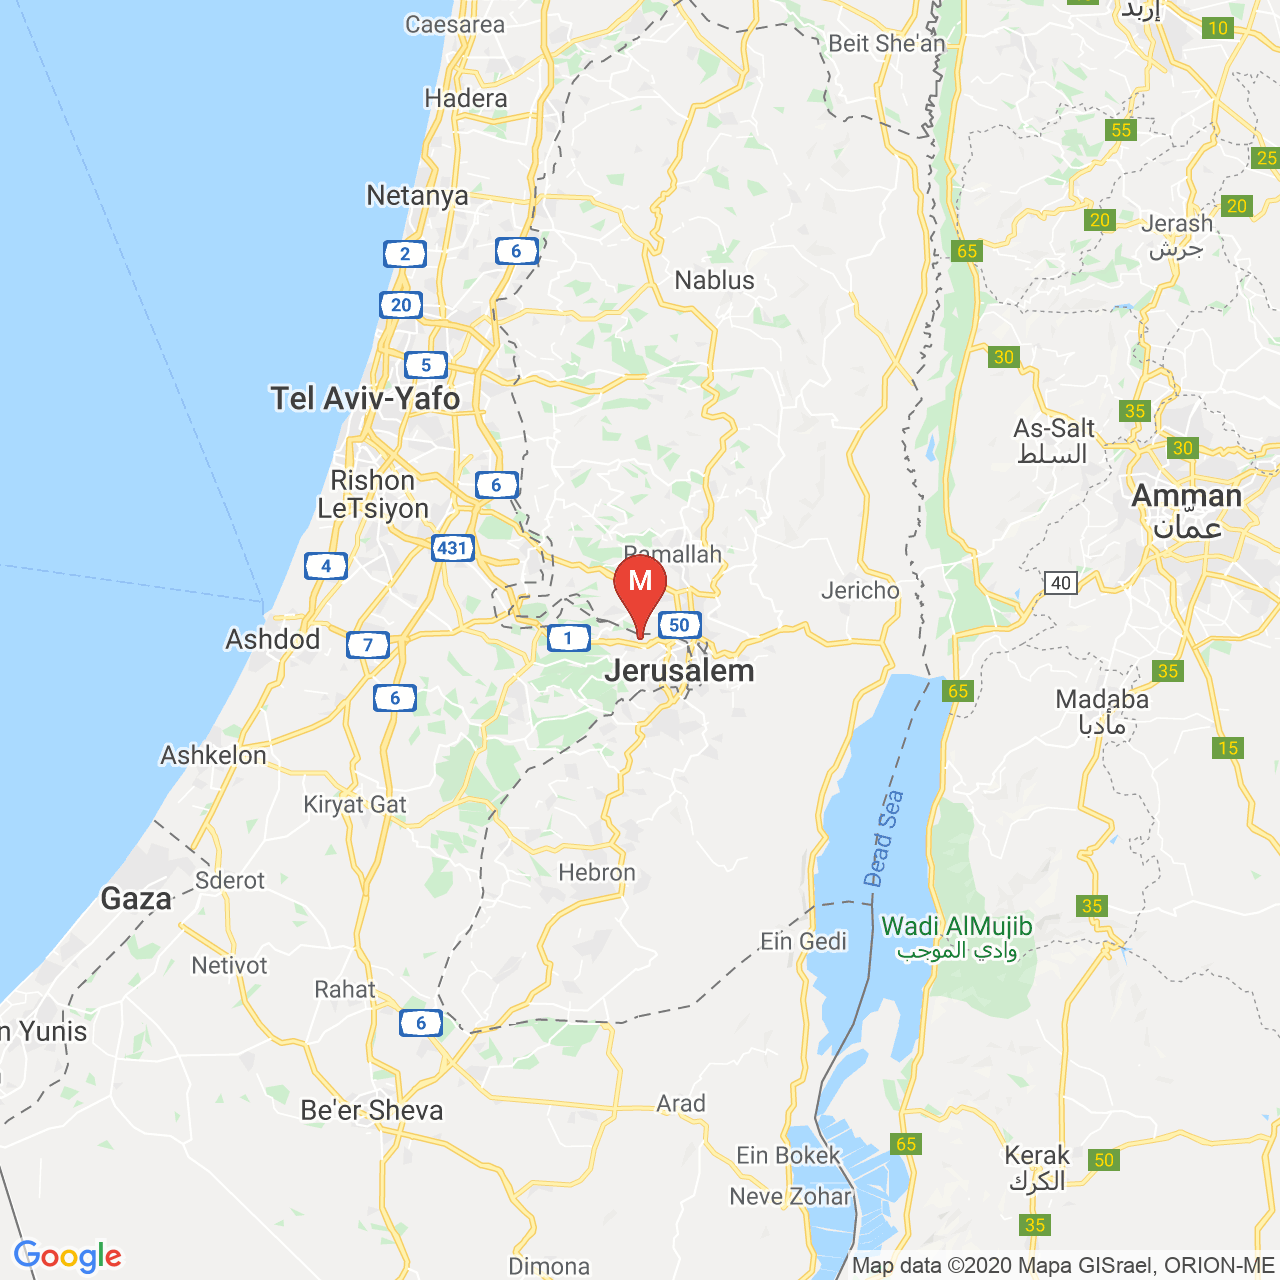 Caesarea
Beit She'an
إربد
10
Hadera
55
25
Netanya
20
20
Jerash
جرش
2
6
65
Nablus
20
30
5
Tel Aviv-Yafo
35
As-Salt
السلط
30
Rishon
LeTsiyon
6
Amman
عمّان
431
4
Ramallah
M
Jericho
40
50
Ashdod
7
1
Jerusalem
35
6
65
Madaba
مأدبا
Ashkelon
15
Kiryat Gat
Dead Sea
Hebron
Sderot
Gaza
35
Wadi AlMujib
وادي الموجب
Ein Gedi
Netivot
Rahat
6
n Yunis
Be'er Sheva
Arad
65
Ein Bokek
Kerak
الكرك
50
Neve Zohar
35
Google
Dimona
Map data ©2020 Mapa GISrael, ORION-ME